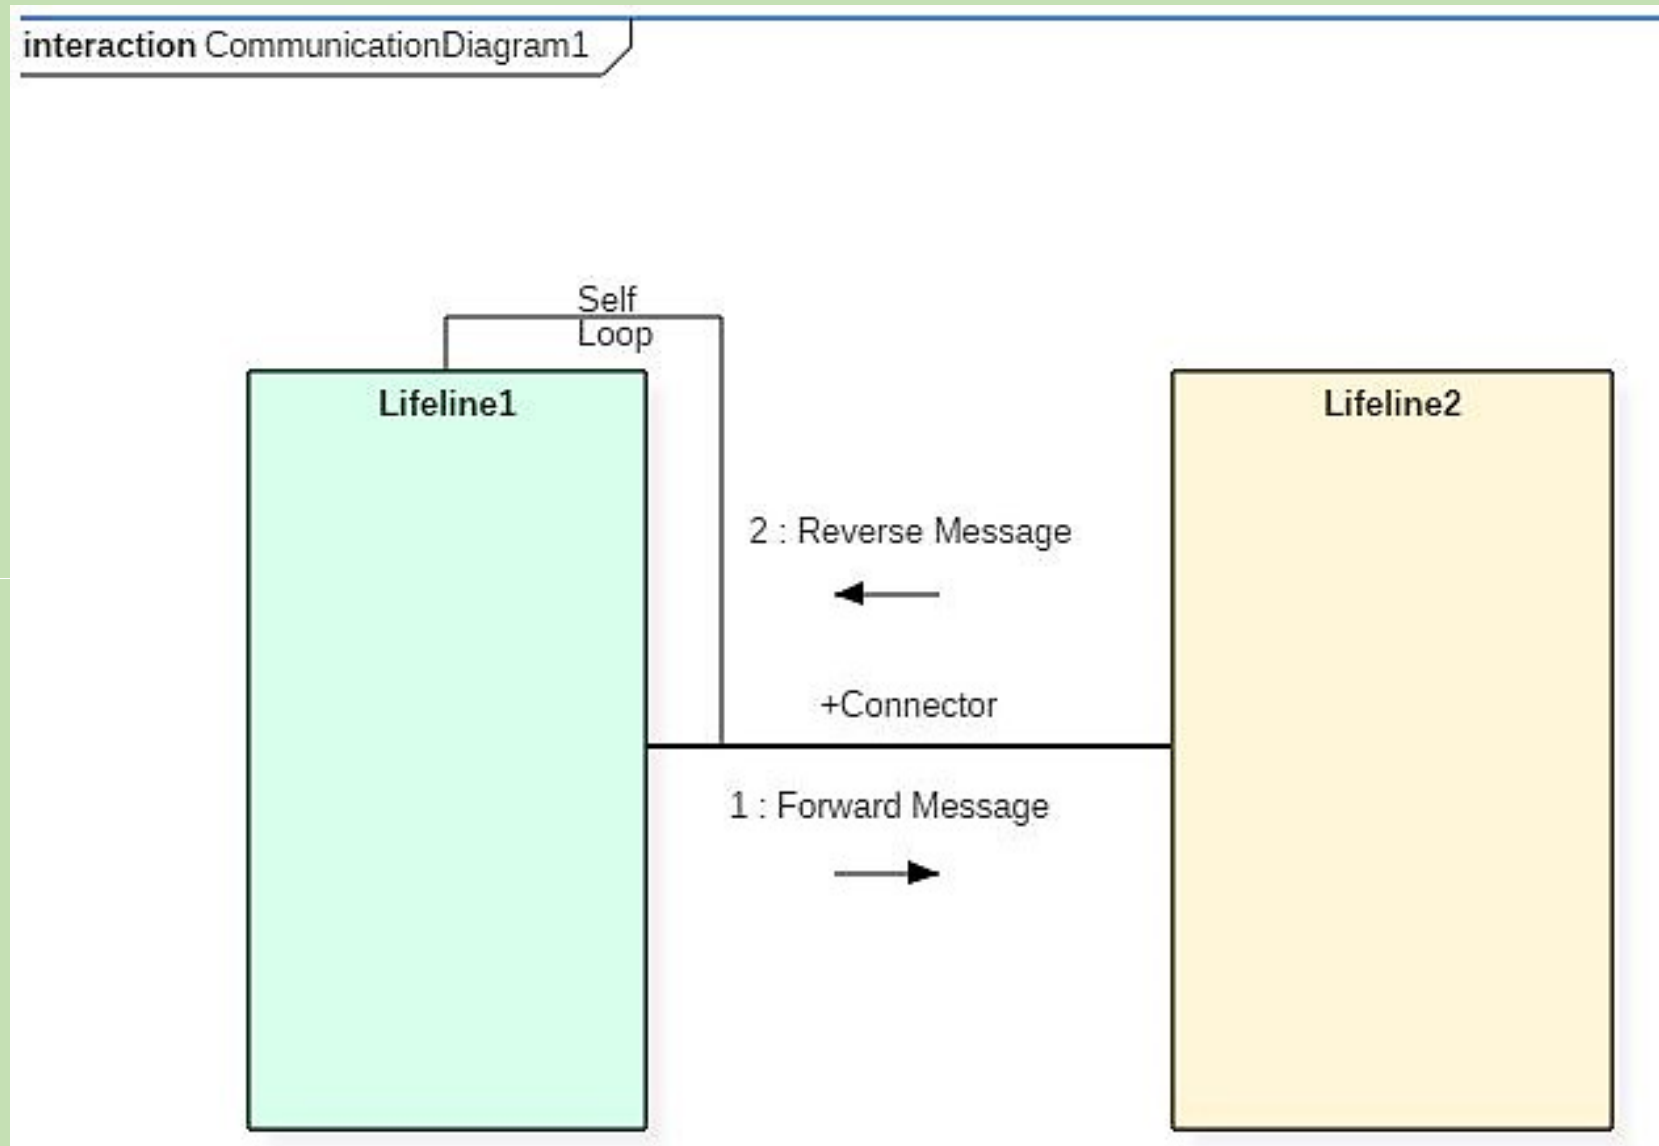 interaction CommunicationDiagram1
Self
Loop
Lifeline1
Lifeline2
2 : Reverse Message
+Connector
1 : Forward Message